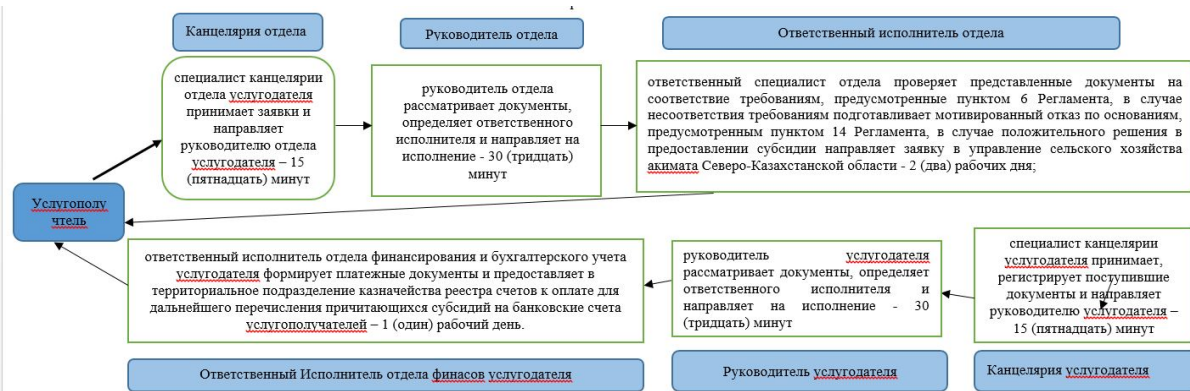 Канцелярия отдела
Руководитель отдела
Ответственный исполнитель отдела
специалист канцелярии
отдела услугодателя
принимает заявки и
направляет
руководителю отдела
услугодателя – 15
(пятнадцать) минут
руководитель отдела
рассматривает документы,
определяет ответственного
исполнителя и направляет на
исполнение - 30 (тридцать)
минут
ответственный специалист отдела проверяет представленные документы на
соответствие требованиям, предусмотренные пунктом 6 Регламента, в случае
несоответствия требованиям подготавливает мотивированный отказ по основаниям,
предусмотренным пунктом 14 Регламента, в случае положительного решения в
предоставлении субсидии направляет заявку в управление сельского хозяйства
акимата Северо-Казахстанской области - 2 (два) рабочих дня;
Услугополу
чтель
ответственный исполнитель отдела финансирования и бухгалтерского учета
услугодателя формирует платежные документы и предоставляет в
территориальное подразделение казначейства реестра счетов к оплате для
дальнейшего перечисления причитающихся субсидий на банковские счета
услугополучателей – 1 (один) рабочий день.
руководитель услугодателя
рассматривает документы, определяет
ответственного исполнителя и
направляет на исполнение - 30
(тридцать) минут
специалист канцелярии
услугодателя принимает,
регистрирует поступившие
документы и направляет
руководителю услугодателя –
15 (пятнадцать) минут
Ответственный Исполнитель отдела финасов услугодателя
Руководитель услугодателя
Канцелярия услугодателя